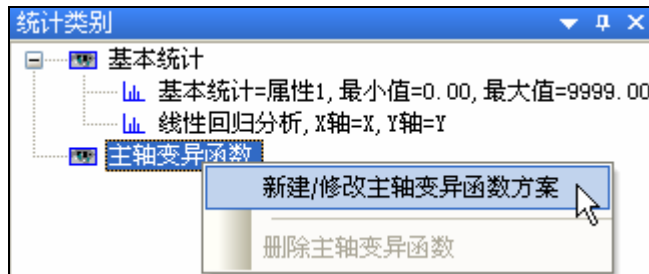 统计类别
基本统计
基本统计=属性1,最小值=0.00,最大值=9999.00
线性回归分析,X轴=X,Y轴=Y
主轴变异函数
新建/修改主轴变异函数方案
删除主轴变异函数